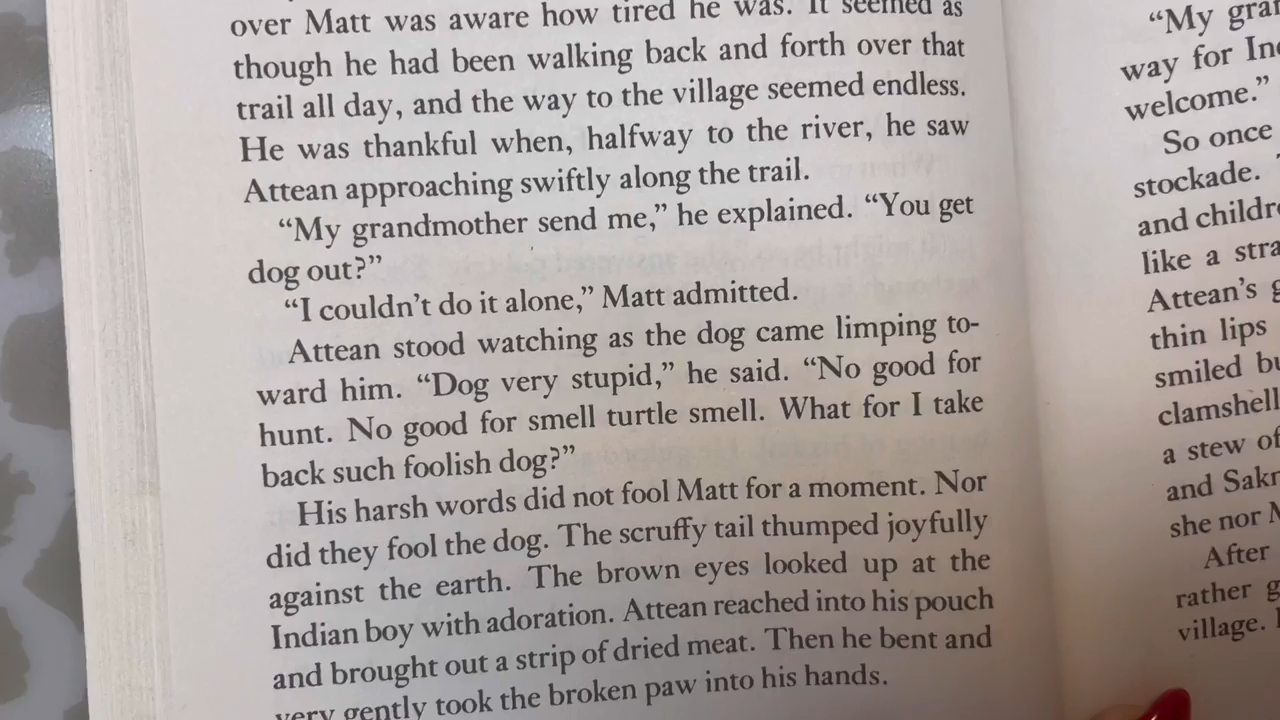 over Matt was aware how tired he was. It seemed as
though he had been walking back and forth over that
trail all day, and the way to the village seemed endless.
He was thankful when, halfway to the river, he saw
Attean approaching swiftly along the trail.
“My grandmother send me,” he explained. “You get
dog out?”
“I couldn’t do it alone,” Matt admitted.
Attean stood watching as the dog came limping to-
ward him. “Dog very stupid,” he said. “No good for
hunt. No good for smell turtle smell. What for I take
back such foolish dog?”
His harsh words did not fool Matt for a moment. Nor
did they fool the dog. The scruffy tail thumped joyfully
against the earth. The brown eyes looked up at the
Indian boy with adoration. Attean reached into his pouch
and brought out a strip of dried meat. Then he bent and
very gently took the broken paw into his hands.
“My
way for
welcome.”
So once
stockade.
and
like a
Attean’s
thin lips
smiled
clamshell
a stew of
and
she nor
After
rather
village.